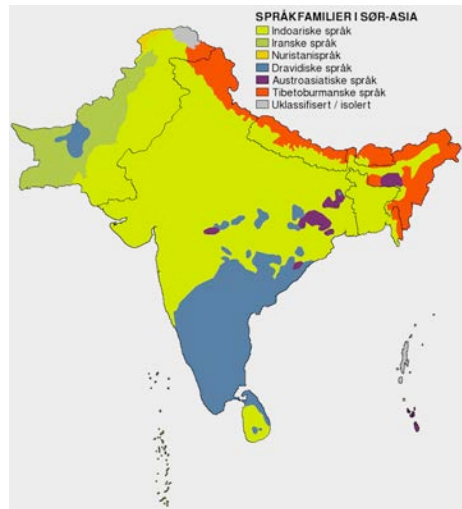 SPRÅKFAMILIER I SØR-ASIA
Indoariske språk
Iranske språk
Nuristanispråk
Dravidiske språk
Austroasiatiske språk
Tibetoburmanske språk
Uklassifisert / isolert